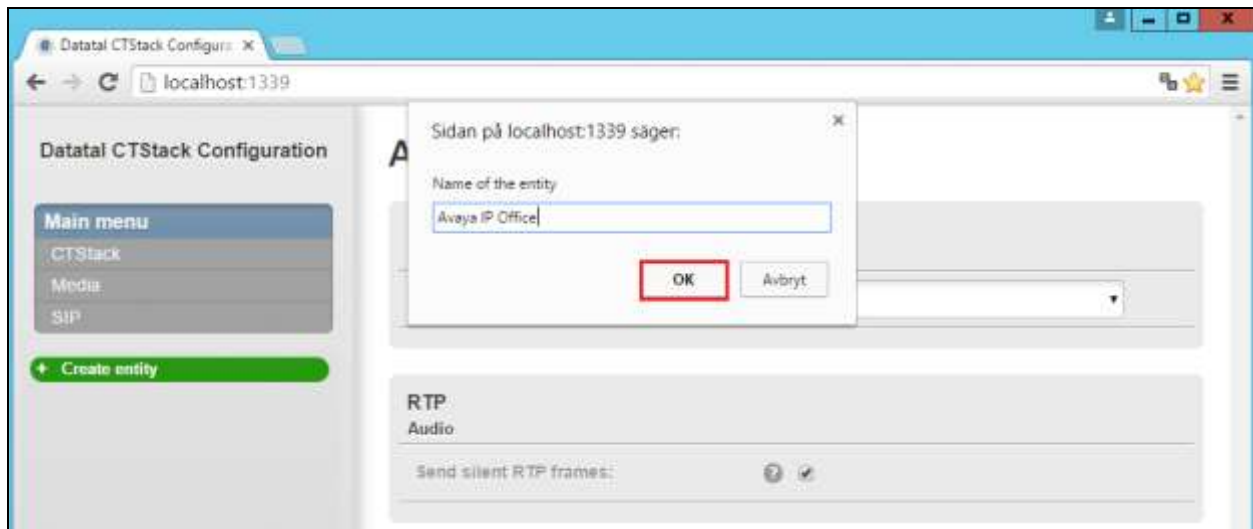 Datatal CTStack Configura
localhost:1339
Datatal CTStack Configuration
Main menu
CTStack
Media
SIP
+ Create entity
A
Sidan på localhost:1339 säger:
Name of the entity
Avaya IP Office
OK
Avbryt
RTP
Audio
Send silent RTP frames: